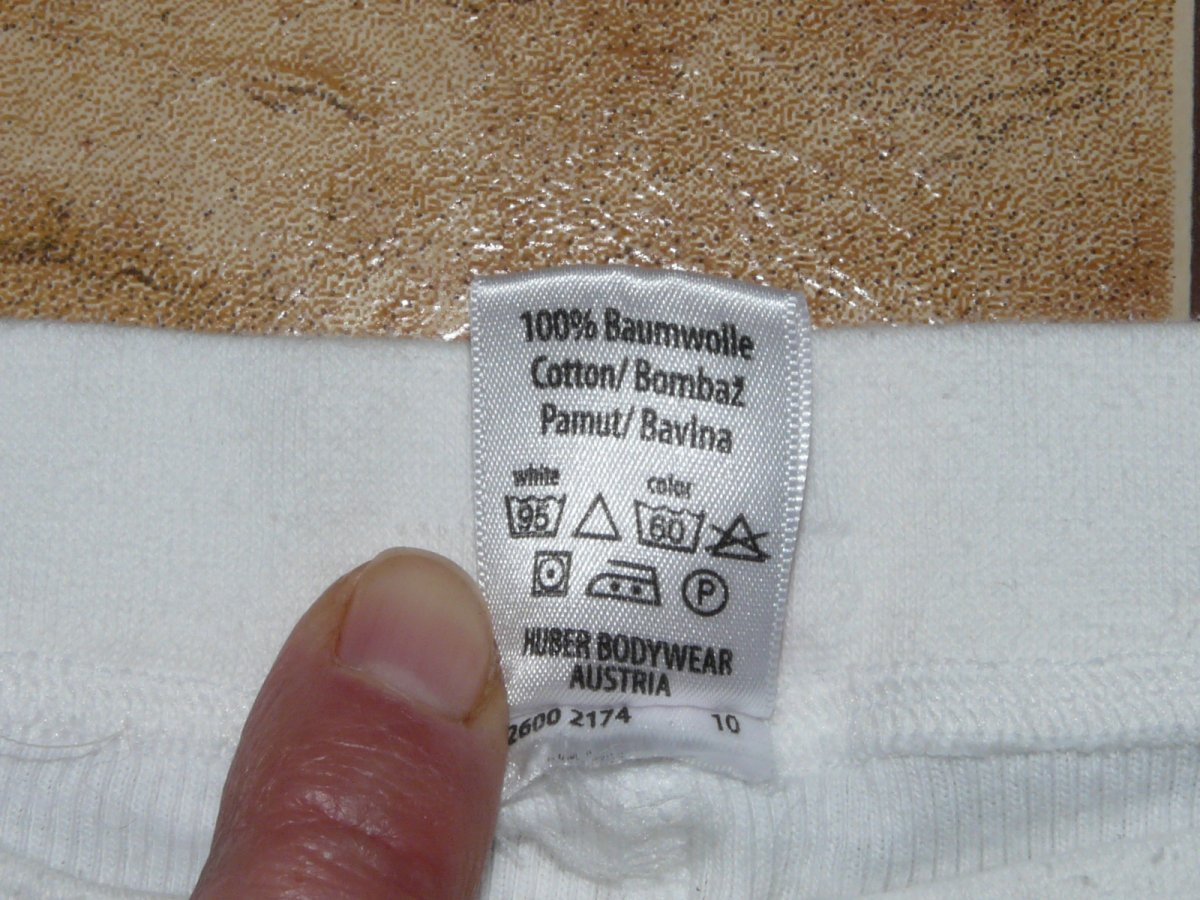 100% Baumwolle
Cotton/ Bombaž
Pamut/ Bavlna
white color
95 60
P
HUBER BODYWEAR
AUSTRIA
2600 2174 10